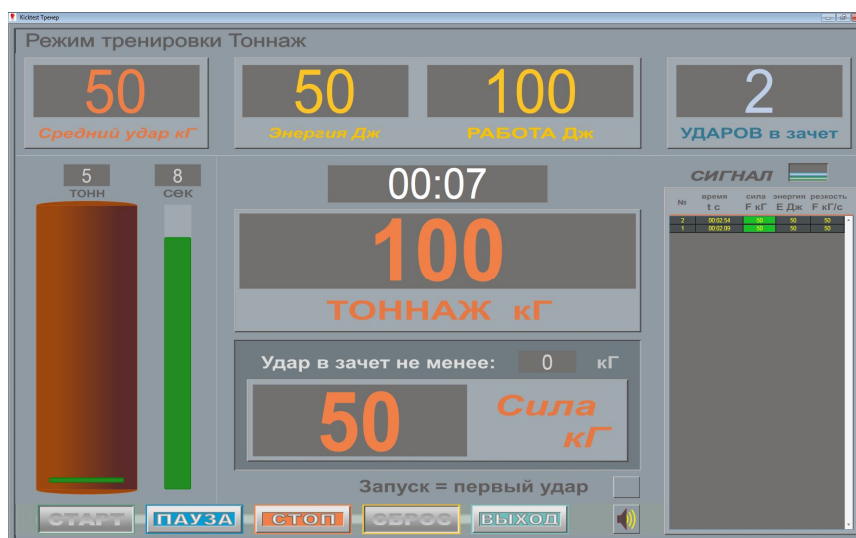 Kicktest Тренер
Режим тренировки Тоннаж
50
Средний удар кГ
50
Энергия Дж
100
РАБОТА Дж
2
УДАРОВ в зачет
5
тонн
8
сек
00:07
100
ТОННАЖ кГ
Удар в зачет не менее: 0 кГ
50
Сила
кГ
Запуск = первый удар
СИГНАЛ
№ время t c сила F кГ энергия E Дж резкость F кГ/с
2 00:02:54 50 50 50
1 00:02:09 50 50 50
СТАРТ ПАУЗА СТОП СБРОС ВЫХОД